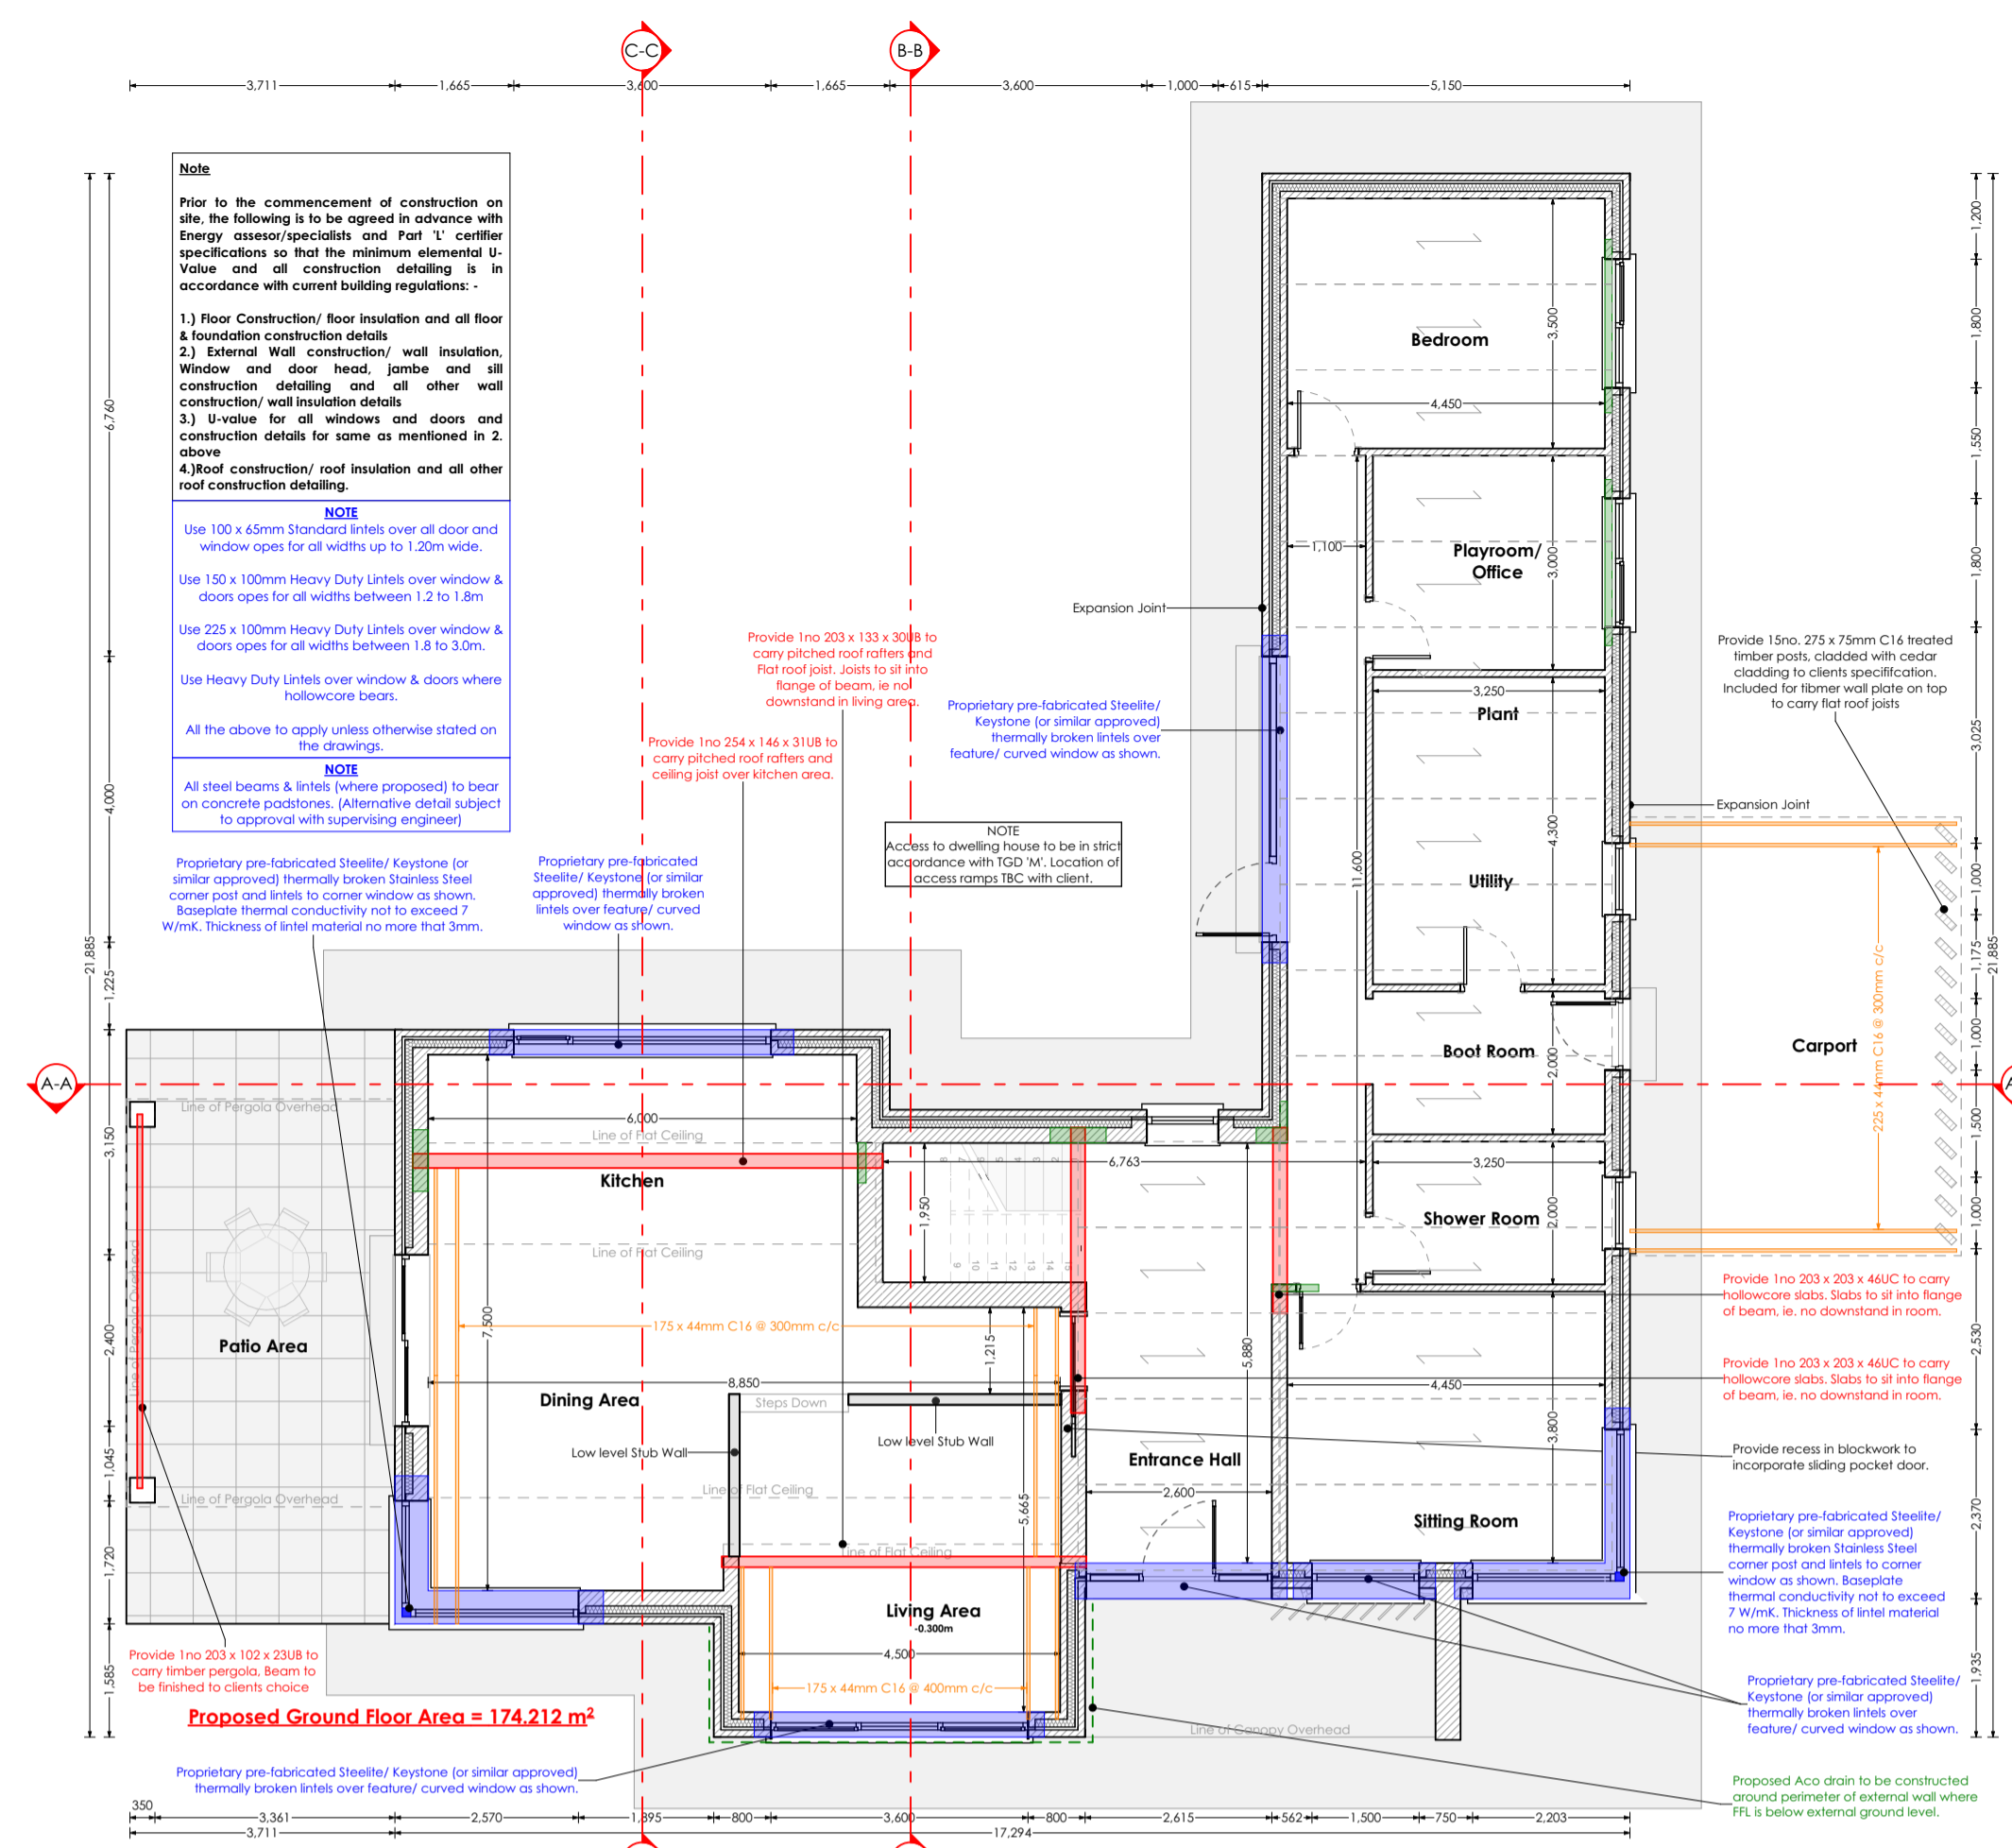 C-C
B-B
3,711
1,665
3,600
1,665
3,600
1,000
615
5,150
Note
Prior to the commencement of construction on
site, the following is to be agreed in advance with
Energy assesor/specialists and Part 'L' certifier
specifications so that the minimum elemental U-
Value and all construction detailing is in
accordance with current building regulations: -
1.) Floor Construction/ floor insulation and all floor
& foundation construction details
2.) External Wall construction/ wall insulation,
Window and door head, jambe and sill
construction detailing and all other wall
construction/ wall insulation details
3.) U-value for all windows and doors and
construction details for same as mentioned in 2.
above
4.)Roof construction/ roof insulation and all other
roof construction detailing.
NOTE
Use 100 x 65mm Standard lintels over all door and
window opes for all widths up to 1.20m wide.
Use 150 x 100mm Heavy Duty Lintels over window &
doors opes for all widths between 1.2 to 1.8m
Use 225 x 100mm Heavy Duty Lintels over window &
doors opes for all widths between 1.8 to 3.0m.
Use Heavy Duty Lintels over window & doors where
hollowcore bears.
All the above to apply unless otherwise stated on
the drawings.
NOTE
All steel beams & lintels (where proposed) to bear
on concrete padstones. (Alternative detail subject
to approval with supervising engineer)
Proprietary pre-fabricated Steelite/ Keystone (or
similar approved) thermally broken Stainless Steel
corner post and lintels to corner window as shown.
Baseplate thermal conductivity not to exceed 7
W/mK. Thickness of lintel material no more that 3mm.
Proprietary pre-fabricated
Steelite/ Keystone (or similar
approved) thermally broken
lintels over feature/ curved
window as shown.
Provide 1no 203 x 133 x 30UB to
carry pitched roof rafters and
Flat roof joist. Joists to sit into
flange of beam, ie no
downstand in living area.
Provide 1no 254 x 146 x 31UB to
carry pitched roof rafters and
ceiling joist over kitchen area.
Proprietary pre-fabricated Steelite/
Keystone (or similar approved)
thermally broken lintels over
feature/ curved window as shown.
NOTE
Access to dwelling house to be in strict
accordance with TGD 'M'. Location of
access ramps TBC with client.
Expansion Joint
Provide 15no. 275 x 75mm C16 treated
timber posts, cladded with cedar
cladding to clients specififcation.
Included for tibmer wall plate on top
to carry flat roof joists
Expansion Joint
21,885
6,760
4,000
1,225
3,150
2,400
1,045
1,720
1,585
1,200
1,800
1,550
1,800
3,025
1,000
1,175
1,000
1,500
1,000
2,530
2,370
1,935
21,885
Bedroom
3,500
4,450
Playroom/
Office
1,100
3,000
3,250
Plant
4,300
Utility
11,600
Boot Room
2,000
Carport
225 x 44mm C16 @ 300mm c/c
A-A
A
Line of Pergola Overhead
6,000
Line of Flat Ceiling
Kitchen
6,763
3,250
Shower Room
2,000
1,950
8
7
6
5
4
3
2
9
10
11
12
13
14
Line of Flat Ceiling
Line of Pergola Overhead
Patio Area
7,500
175 x 44mm C16 @ 300mm c/c
1,215
5,880
8,850
Dining Area
Steps Down
Low level Stub Wall
Low level Stub Wall
4,450
3,800
Entrance Hall
2,600
Sitting Room
Line of Flat Ceiling
Line of Pergola Overhead
5,665
Line of Flat Ceiling
Living Area
-0.300m
4,500
175 x 44mm C16 @ 400mm c/c
Line of Canopy Overhead
Provide 1no 203 x 203 x 46UC to carry
hollowcore slabs. Slabs to sit into flange
of beam, ie. no downstand in room.
Provide 1no 203 x 203 x 46UC to carry
hollowcore slabs. Slabs to sit into flange
of beam, ie. no downstand in room.
Provide recess in blockwork to
incorporate sliding pocket door.
Proprietary pre-fabricated Steelite/
Keystone (or similar approved)
thermally broken Stainless Steel
corner post and lintels to corner
window as shown. Baseplate
thermal conductivity not to exceed
7 W/mK. Thickness of lintel material
no more that 3mm.
Proprietary pre-fabricated Steelite/
Keystone (or similar approved)
thermally broken lintels over
feature/ curved window as shown.
Proposed Aco drain to be constructed
around perimeter of external wall where
FFL is below external ground level.
Provide 1no 203 x 102 x 23UB to
carry timber pergola, Beam to
be finished to clients choice
Proposed Ground Floor Area = 174.212 m²
Proprietary pre-fabricated Steelite/ Keystone (or similar approved)
thermally broken lintels over feature/ curved window as shown.
350
3,361
2,570
1,895
800
3,600
800
2,615
562
1,500
750
2,203
3,711
17,294